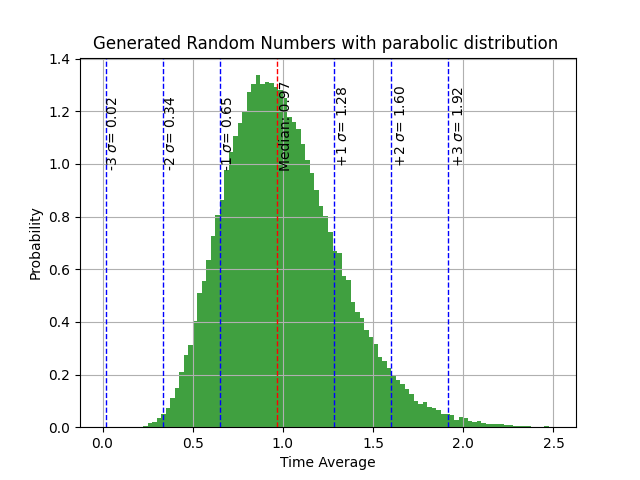 Generated Random Numbers with parabolic distribution
1.4
1.2
1.0
0.8
0.6
0.4
0.2
0.0
Probability
-3 σ= 0.02
-2 σ= 0.34
-1 σ= 0.65
Median: 0.97
+1 σ= 1.28
+2 σ= 1.60
+3 σ= 1.92
0.0 0.5 1.0 1.5 2.0 2.5
Time Average